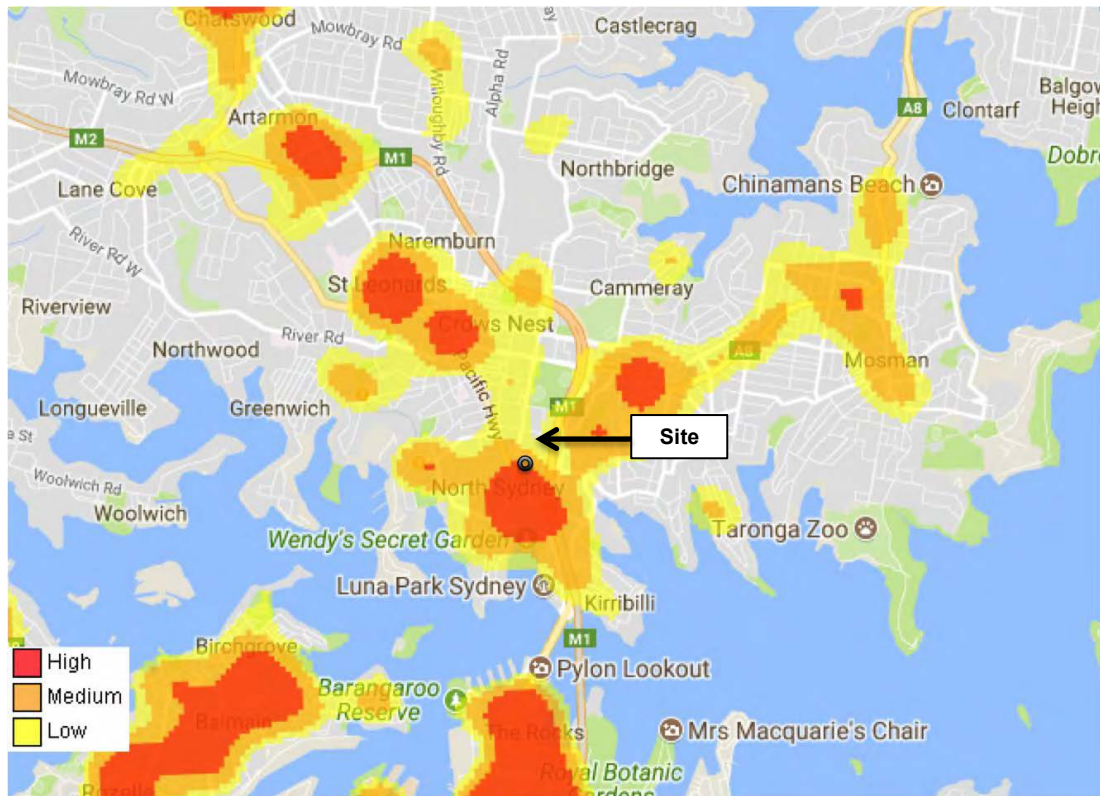 Chatswood
Mowbray Rd
Castlecrag
Mowbray Rd W
Willoughby Rd
Alpha Rd
A8
Clontarf
Artarmon
M2
M1
Northbridge
Lane Cove
Chinamans Beach
River Rd W
Naremburn
St Leonards
Cammeray
Riverview
River Rd
Crows Nest
Northwood
Pacific Hwy
A8
Mosman
Longueville
Greenwich
M1
Site
Woolwich Rd
North Sydney
Woolwich
Wendy's Secret Garden
Taronga Zoo
Luna Park Sydney
Kirribilli
M1
Birchgrove
High
Medium
Low
Pylon Lookout
Barangaroo
Reserve
Balmain
The Rocks
Mrs Macquarie's Chair
Rozelle
Royal Botanic
Gardens